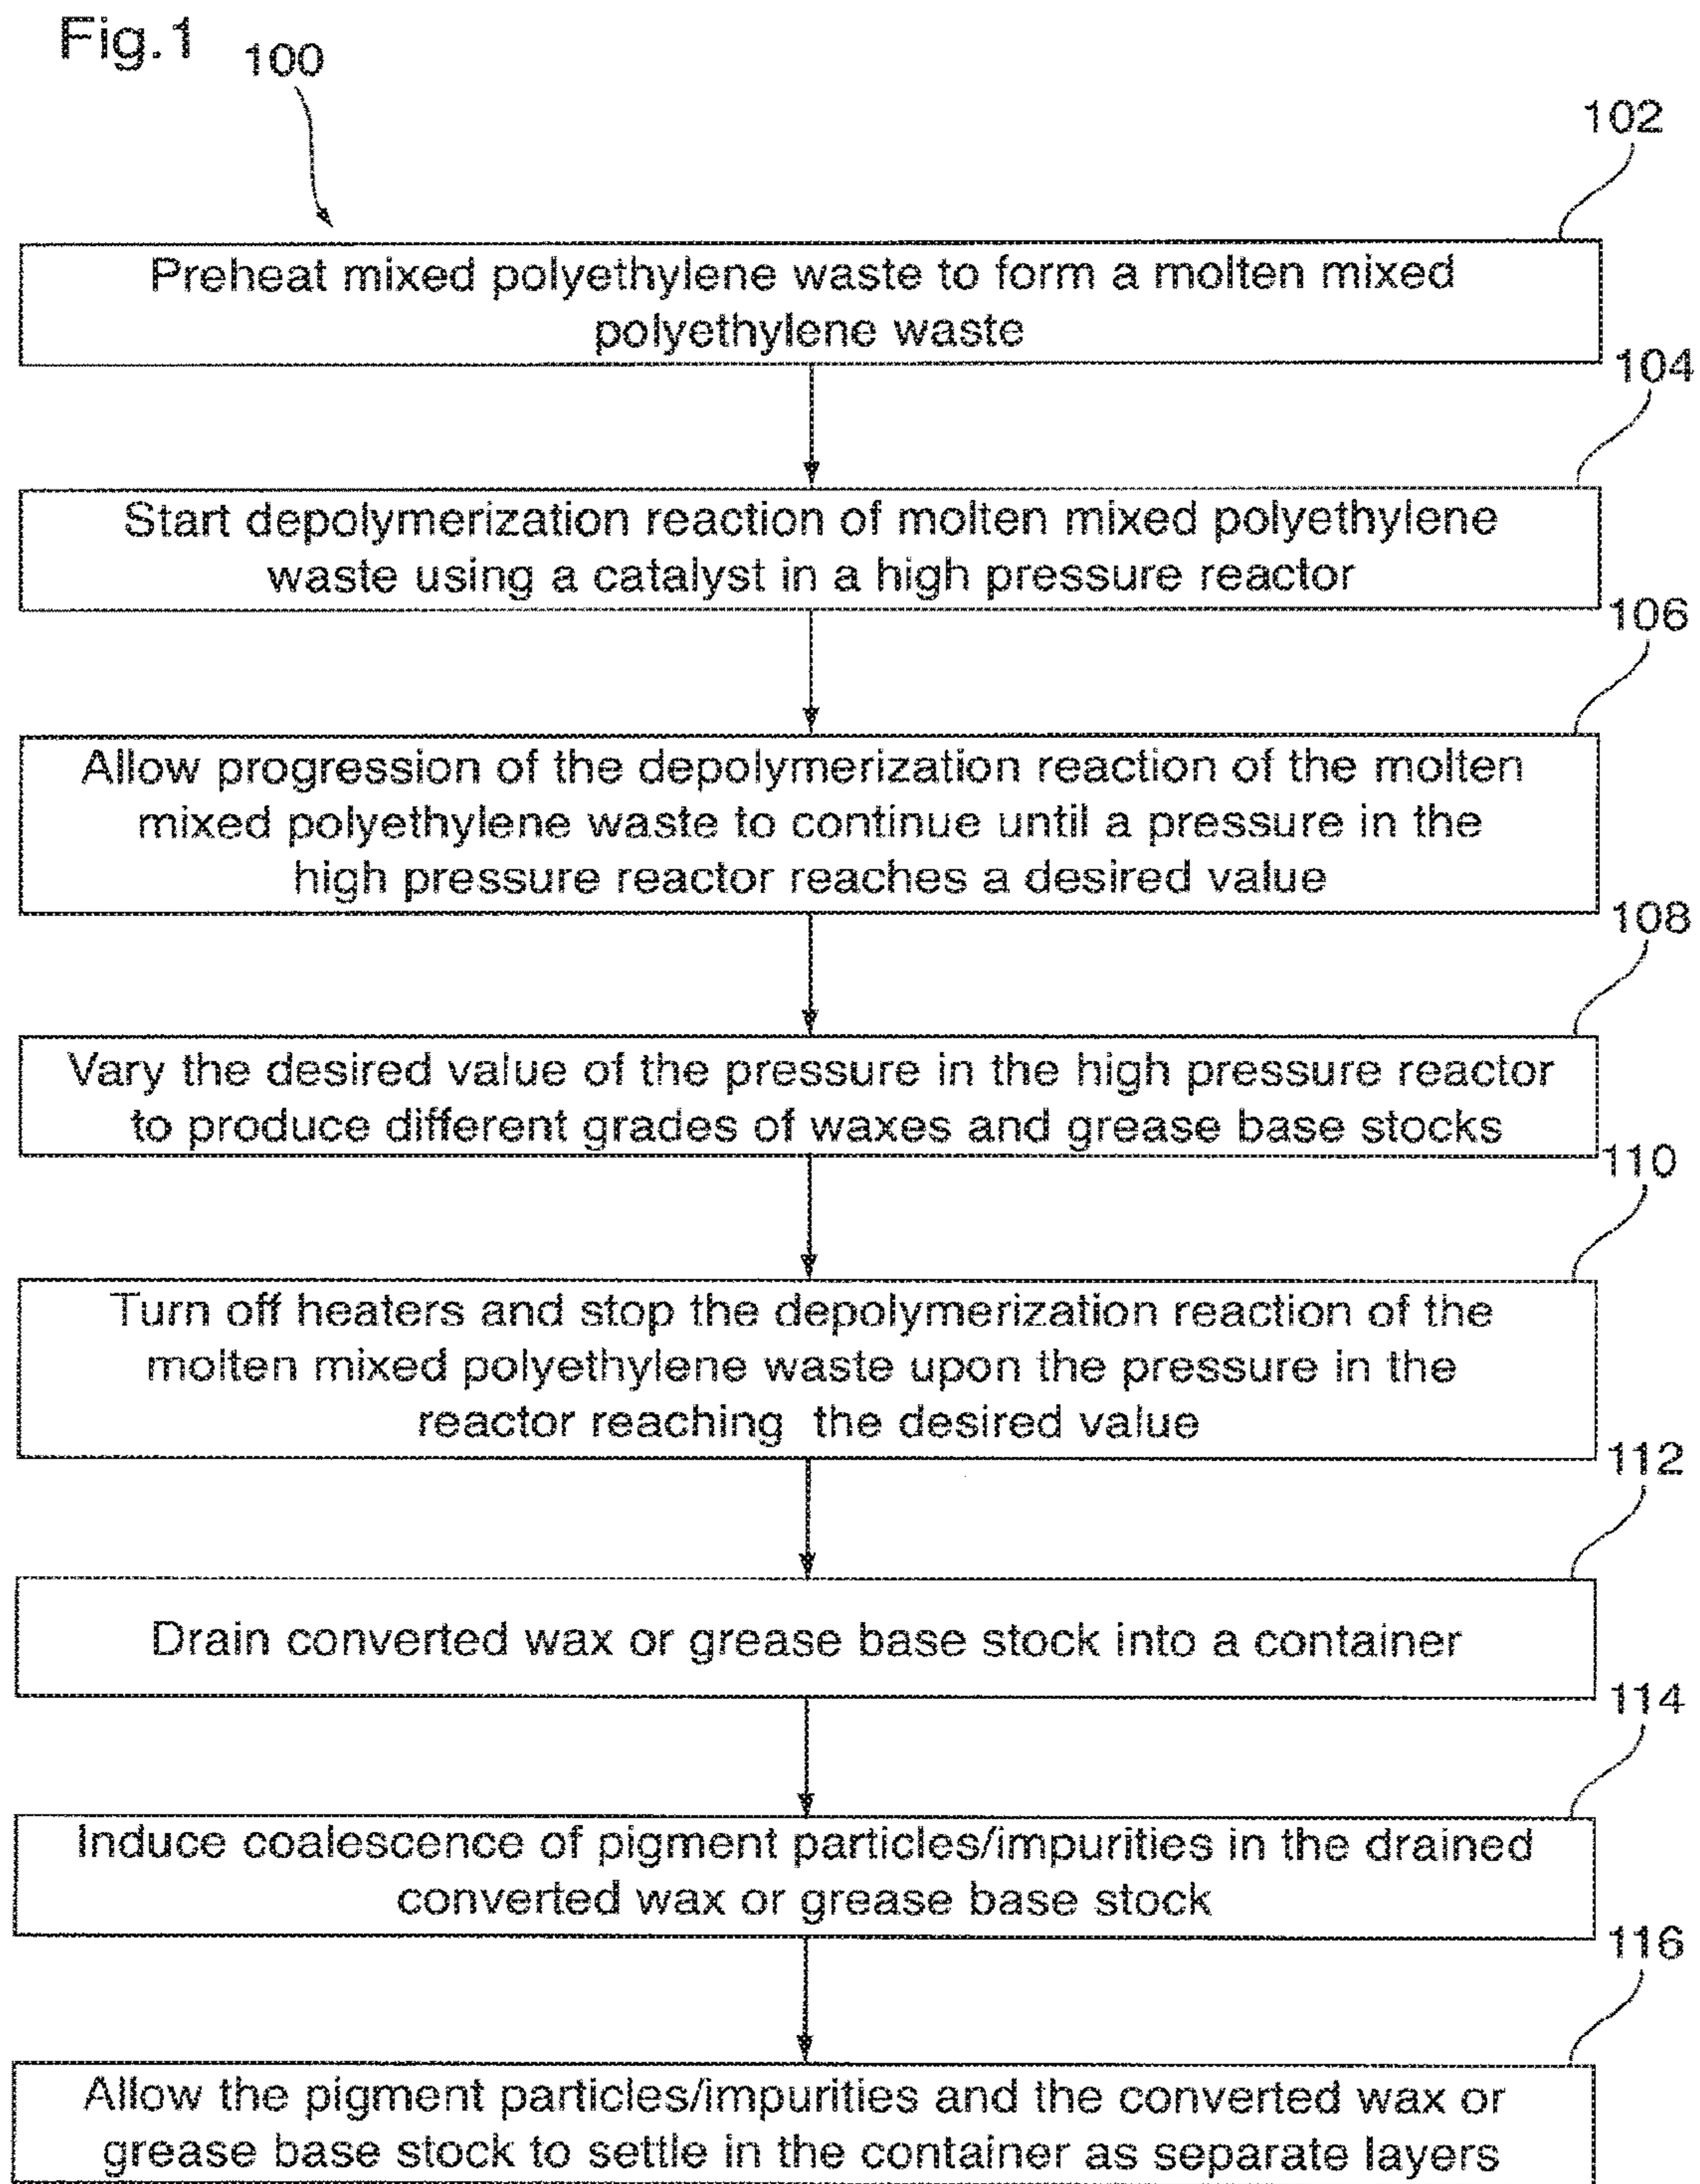 Fig.1
100
102
Preheat mixed polyethylene waste to form a molten mixed
polyethylene waste
104
Start depolymerization reaction of molten mixed polyethylene
waste using a catalyst in a high pressure reactor
106
Allow progression of the depolymerization reaction of the molten
mixed polyethylene waste to continue until a pressure in the
high pressure reactor reaches a desired value
108
Vary the desired value of the pressure in the high pressure reactor
to produce different grades of waxes and grease base stocks
110
Turn off heaters and stop the depolymerization reaction of the
molten mixed polyethylene waste upon the pressure in the
reactor reaching the desired value
112
Drain converted wax or grease base stock into a container
114
Induce coalescence of pigment particles/impurities in the drained
converted wax or grease base stock
116
Allow the pigment particles/impurities and the converted wax or
grease base stock to settle in the container as separate layers